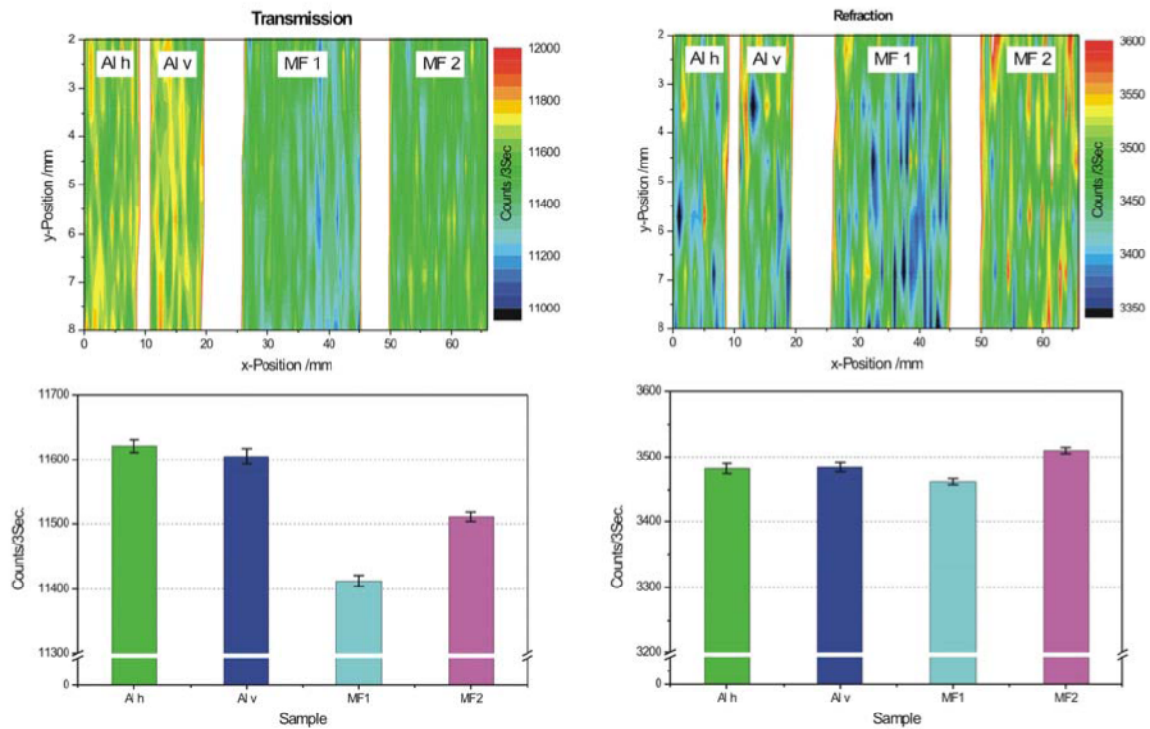 Transmission
Al h
Al v
MF 1
MF 2
2
3
4
5
6
7
8
y-Position /mm
0
10
20
30
40
50
60
x-Position /mm
12000
11800
11600
11400
11200
11000
Counts /3Sec
Refraction
Al h
Al v
MF 1
MF 2
2
3
4
5
6
7
8
y-Position /mm
0
10
20
30
40
50
60
x-Position /mm
3600
3550
3500
3450
3400
3350
Counts /3Sec
11700
11600
11500
11400
11300
0
Counts/3Sec.
Al h
Al v
MF1
MF2
Sample
3600
3500
3400
3300
3200
0
Counts/3Sec.
Al h
Al v
MF1
MF2
Sample